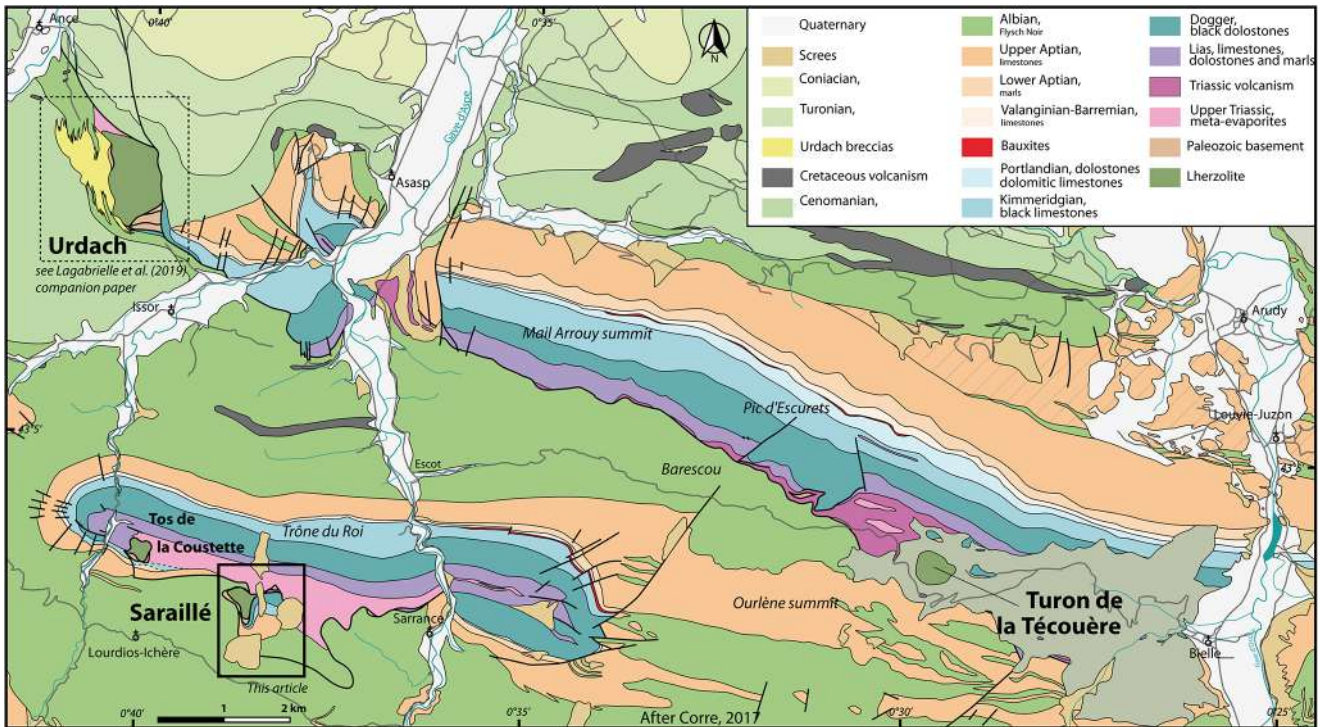 0°40'
0°35'
Ance
N
Gave d'Aspe
Asasp
Urdach
see Lagabrielle et al. (2019)
companion paper
Issor
Mail Arrouy summit
Arudy
Pic d'Escurets
Louvie-Juzon
43°5'
43°5'
Escot
Barescou
Tos de
la Coustette
Trône du Roi
Saraillé
Sarrance
Ourlène summit
Turon de
la Técouère
Lourdios-Ichère
Bielle
This article
0°40'
1
2 km
0°35'
After Corre, 2017
0°30'
0°25'
Quaternary
Screes
Coniacian,
Turonian,
Urdach breccias
Cretaceous volcanism
Cenomanian,
Albian,
Flysch Noir
Upper Aptian,
limestones
Lower Aptian,
marls
Valanginian-Barremian,
limestones
Bauxites
Portlandian, dolostones
dolomitic limestones
Kimmeridgian,
black limestones
Dogger,
black dolostones
Lias, limestones,
dolostones and marls
Triassic volcanism
Upper Triassic,
meta-evaporites
Paleozoic basement
Lherzolite